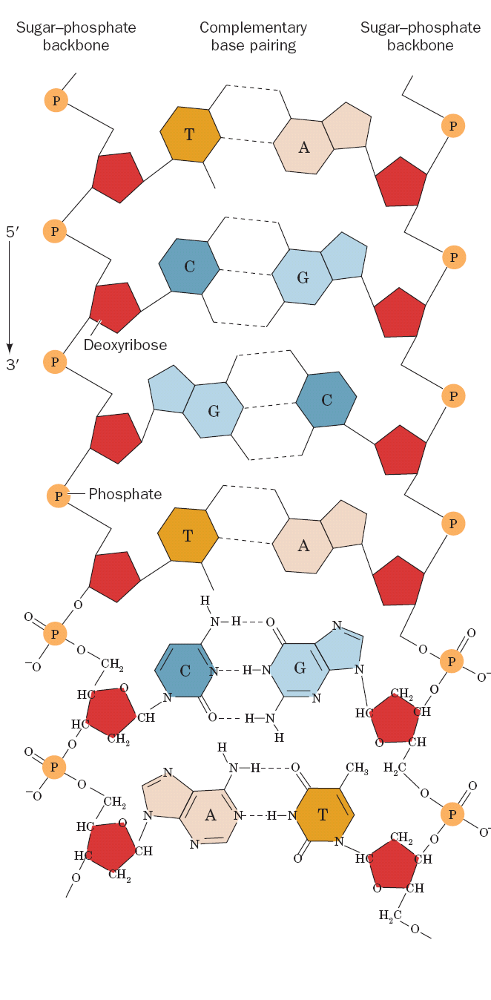 Sugar–phosphate
backbone
Complementary
base pairing
Sugar–phosphate
backbone
P
T
A
P
5′
P
C
G
P
Deoxyribose
3′
P
G
C
P
P
Phosphate
T
A
P
O
H
N H O N
O
P
O
⁻O
CH₂
C
N H N
G
N
O
P
O
O⁻
HC
O
CH
N
N
O
CH₂
HC
CH
HC
CH₂
O H N
H
O
CH
O
O
P
⁻O
O
CH₂
H
N H O
CH₃
H₂C
O
O
P
O⁻
N
N
A
N H N
T
O
HC
O
HC
CH
CH₂
N
O
N
CH₂
HC
CH
O
CH
O
H₂C
O